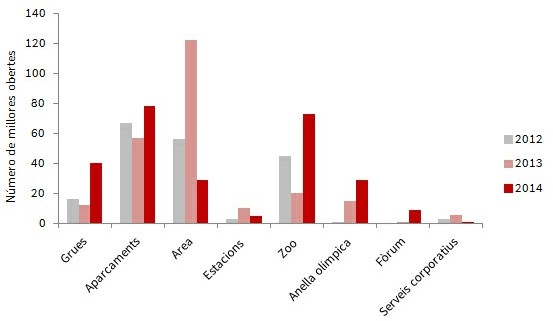 Número de millores obertes
140
120
100
80
60
40
20
0
Grues
Aparcaments
Area
Estacions
Zoo
Anella olímpica
Fòrum
Serveis corporatius
2012
2013
2014